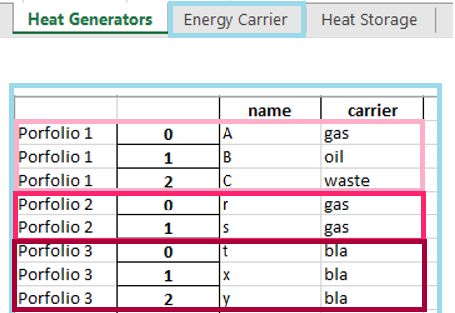 Heat Generators Energy Carrier Heat Storage
name carrier
Porfolio 1 0 A gas
Porfolio 1 1 B oil
Porfolio 1 2 C waste
Porfolio 2 0 r gas
Porfolio 2 1 s gas
Porfolio 3 0 t bla
Porfolio 3 1 x bla
Porfolio 3 2 y bla